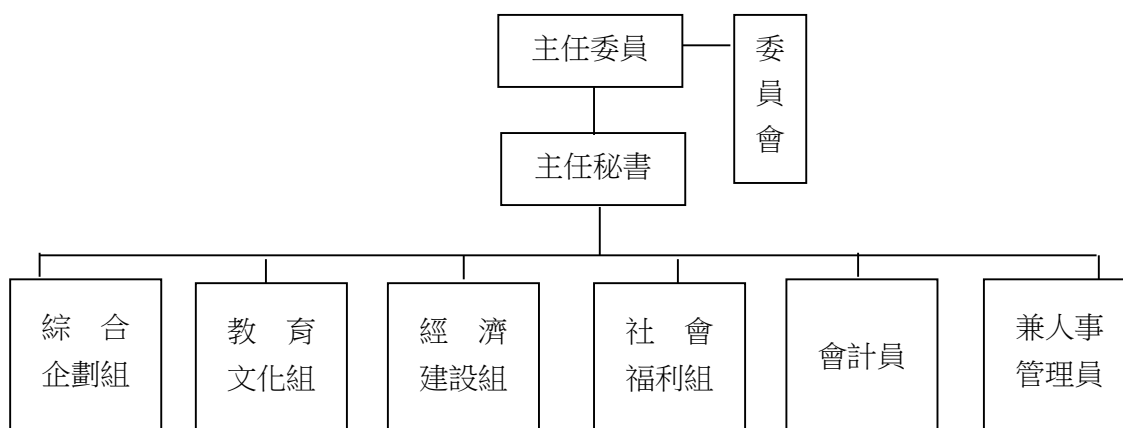 主任委員
委
員
會
主任秘書
綜　合
企劃組
教　育
文化組
經　濟
建設組
社　會
福利組
會計員
兼人事
管理員